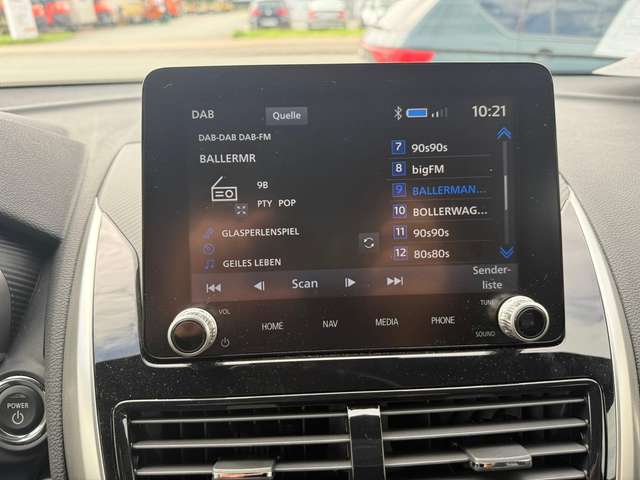 DAB Quelle 10:21
DAB-DAB DAB-FM
BALLERMR
9B
PTY POP
GLASPERLENSPIEL
GEILES LEBEN
7 90s90s
8 bigFM
9 BALLERMAN...
10 BOLLERWAG...
11 90s90s
12 80s80s
Scan
Sender-
liste
VOL
HOME NAV MEDIA PHONE
TUNE
SOUND
POWER